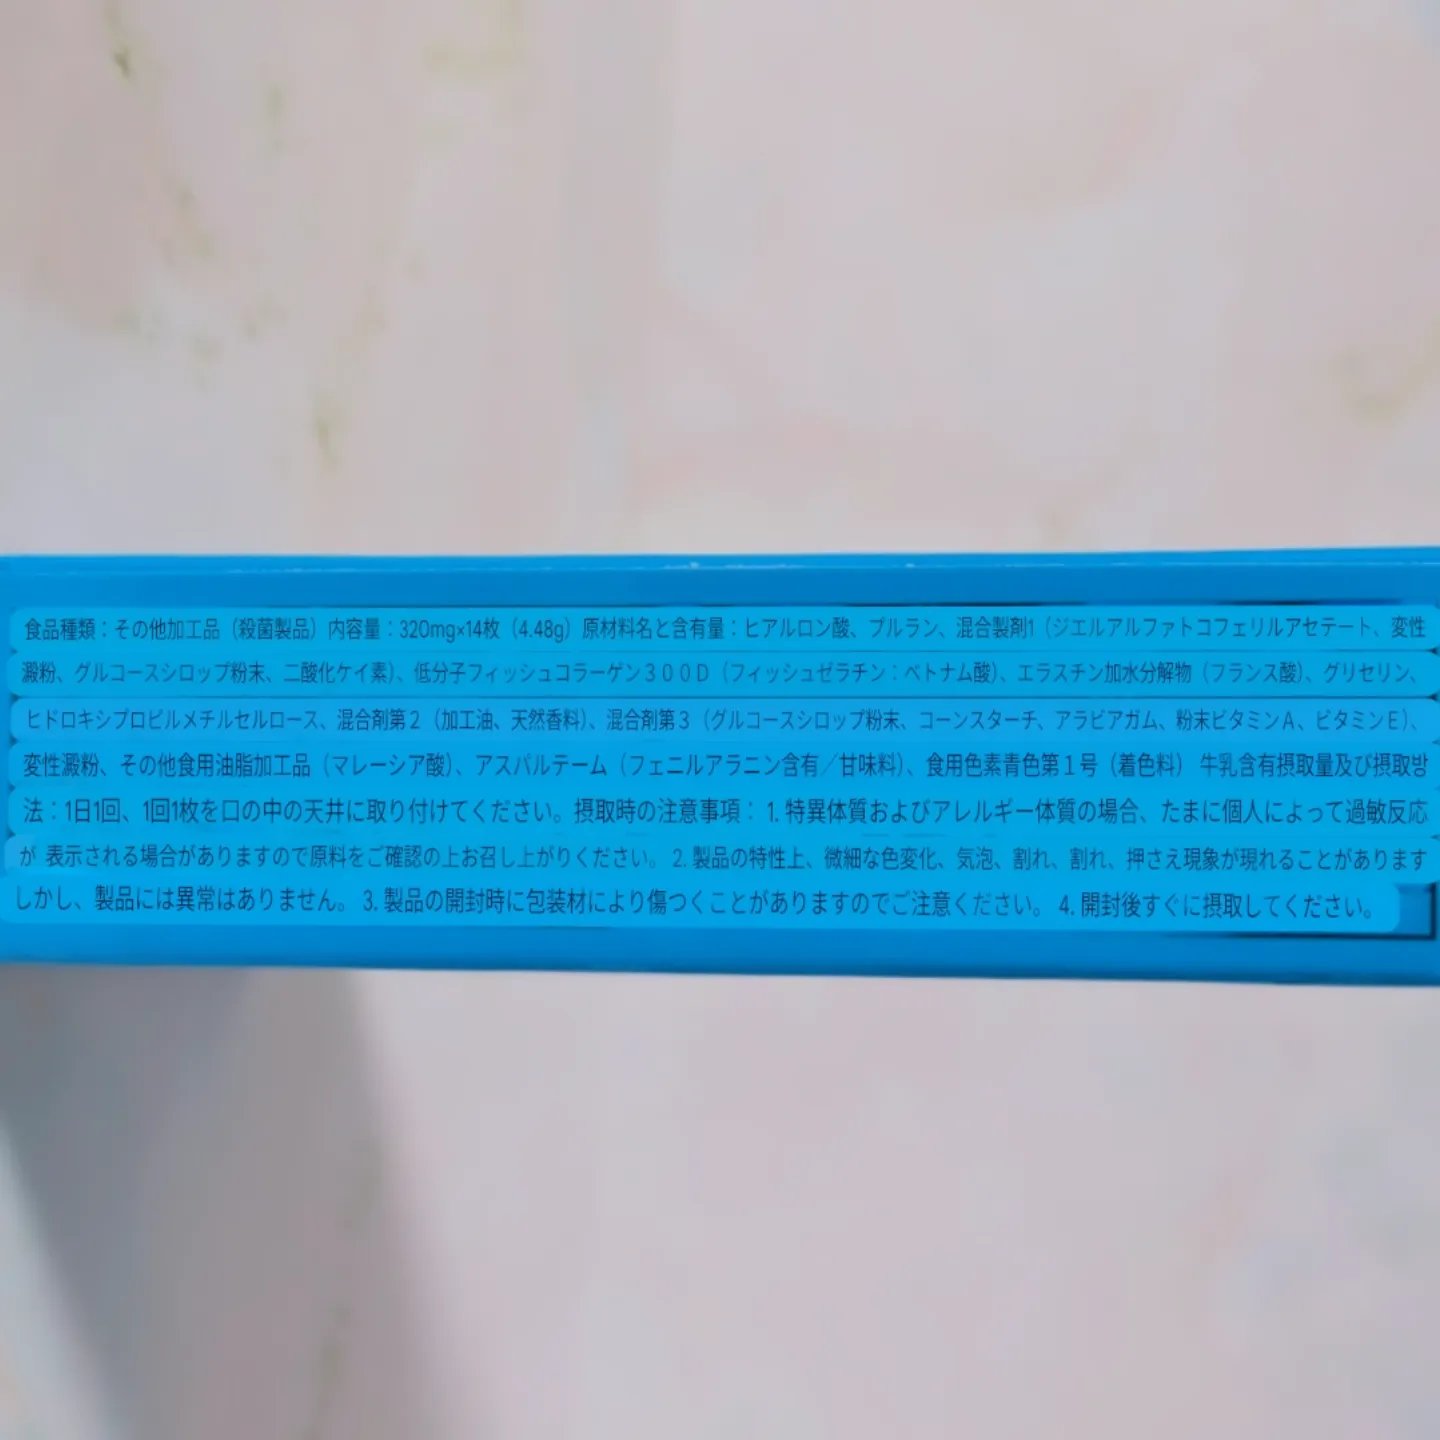 食品種類：その他加工品（殺菌製品）内容量：320mg×14枚（4.48g）原材料名と含有量：ヒアルロン酸、プルラン、混合製剤1（ジエルアルファトコフェリルアセテート、変性
澱粉、グルコースシロップ粉末、二酸化ケイ素）、低分子フィッシュコラーゲン３００Ｄ（フィッシュゼラチン：ベトナム酸）、エラスチン加水分解物（フランス酸）、グリセリン、
ヒドロキシプロピルメチルセルロース、混合剤第２（加工油、天然香料）、混合剤第３（グルコースシロップ粉末、コーンスターチ、アラビアガム、粉末ビタミンＡ、ビタミンＥ）、
変性澱粉、その他食用油脂加工品（マレーシア酸）、アスパルテーム（フェニルアラニン含有／甘味料）、食用色素青色第１号（着色料） 牛乳含有摂取量及び摂取방
法：1日1回、1回1枚を口の中の天井に取り付けてください。摂取時の注意事項： 1. 特異体質およびアレルギー体質の場合、たまに個人によって過敏反応
が 表示される場合がありますので原料をご確認の上お召し上がりください。 2. 製品の特性上、微細な色変化、気泡、割れ、割れ、押さえ現象が現れることがあります
しかし、製品には異常はありません。 3. 製品の開封時に包装材により傷つくことがありますのでご注意ください。 4. 開封後すぐに摂取してください。